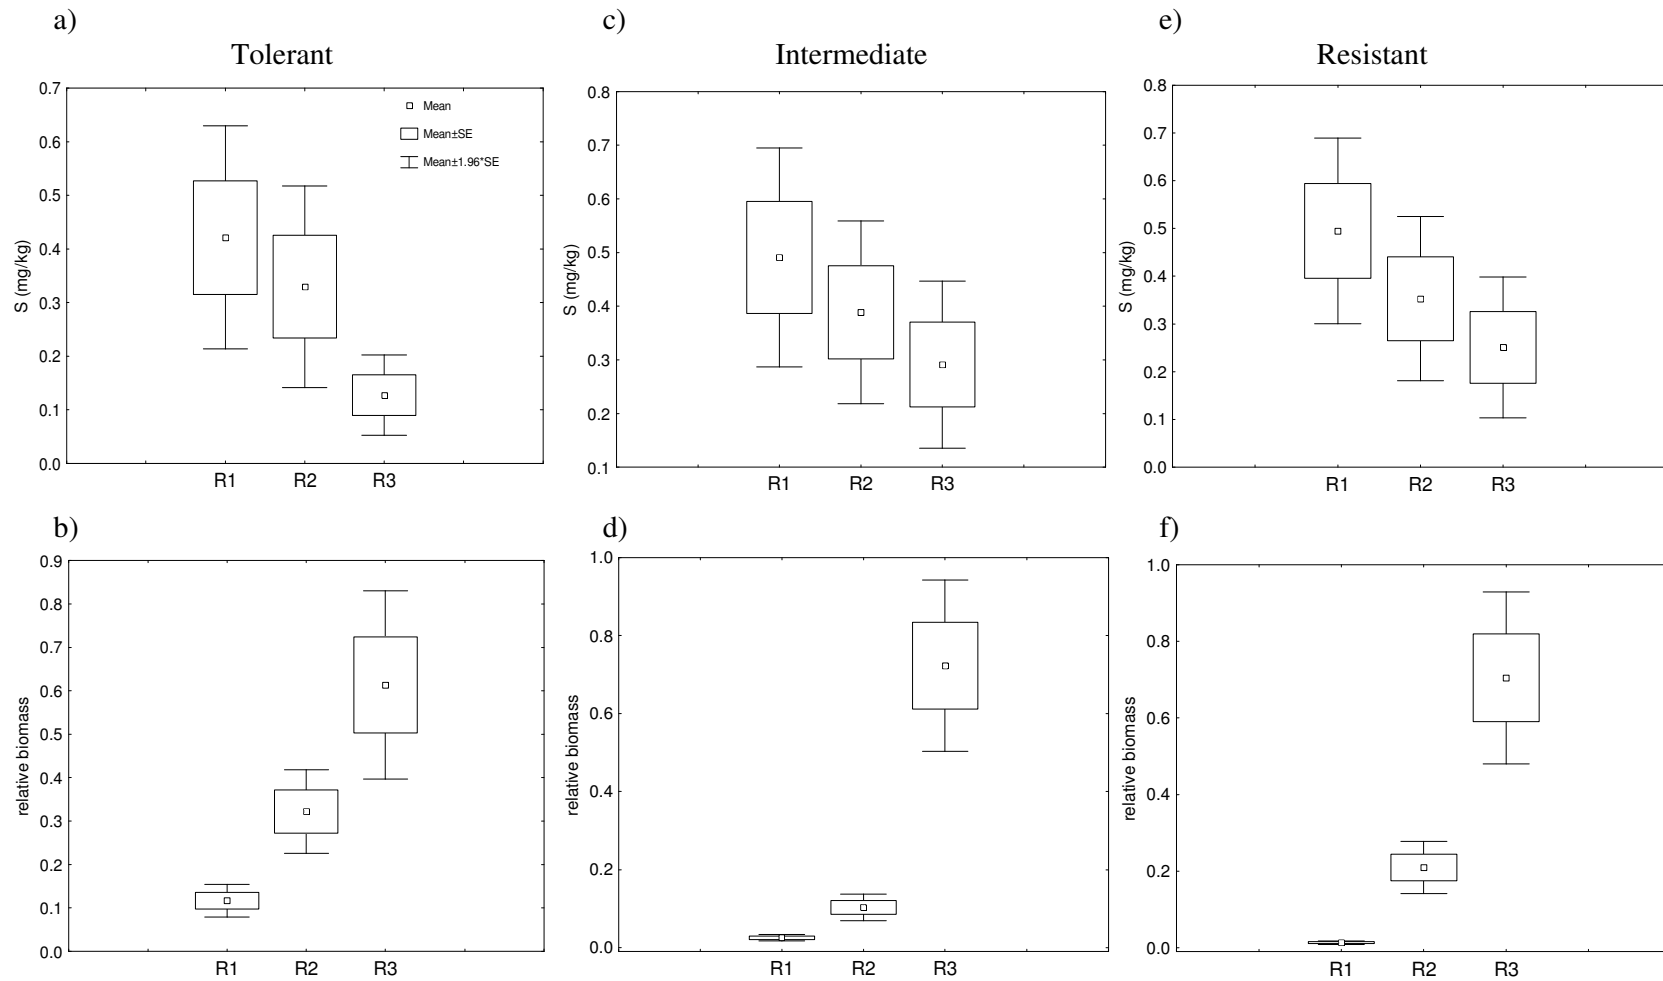 a)
Tolerant
0.7
0.6
0.5
0.4
0.3
0.2
0.1
0.0
S (mg/kg)
Mean
Mean±SE
Mean±1.96*SE
R1 R2 R3
c)
Intermediate
0.8
0.7
0.6
0.5
0.4
0.3
0.2
0.1
S (mg/kg)
R1 R2 R3
e)
Resistant
0.8
0.7
0.6
0.5
0.4
0.3
0.2
0.1
0.0
S (mg/kg)
R1 R2 R3
b)
0.9
0.8
0.7
0.6
0.5
0.4
0.3
0.2
0.1
0.0
relative biomass
R1 R2 R3
d)
1.0
0.8
0.6
0.4
0.2
0.0
relative biomass
R1 R2 R3
f)
1.0
0.8
0.6
0.4
0.2
0.0
relative biomass
R1 R2 R3